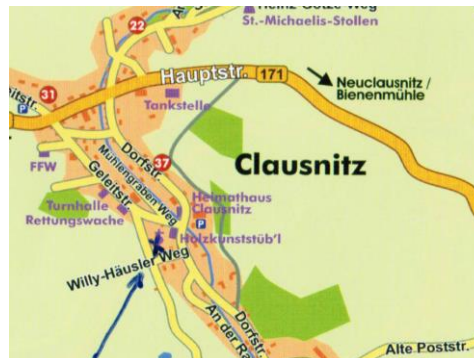 22
St.-Michaelis-Stollen
Hauptstr.
171
Neuclausnitz/
Bienenmühle
31
P
Tankstelle
FFW
37
Clausnitz
Dorfstr.
Mühlengraben Weg
Geleitstr.
Heimathaus
Clausnitz
P
Turnhalle
Rettungswache
Holzkunststüb'l
Willy-Häusler Weg
Dorfstr.
An der
Alte Poststr.